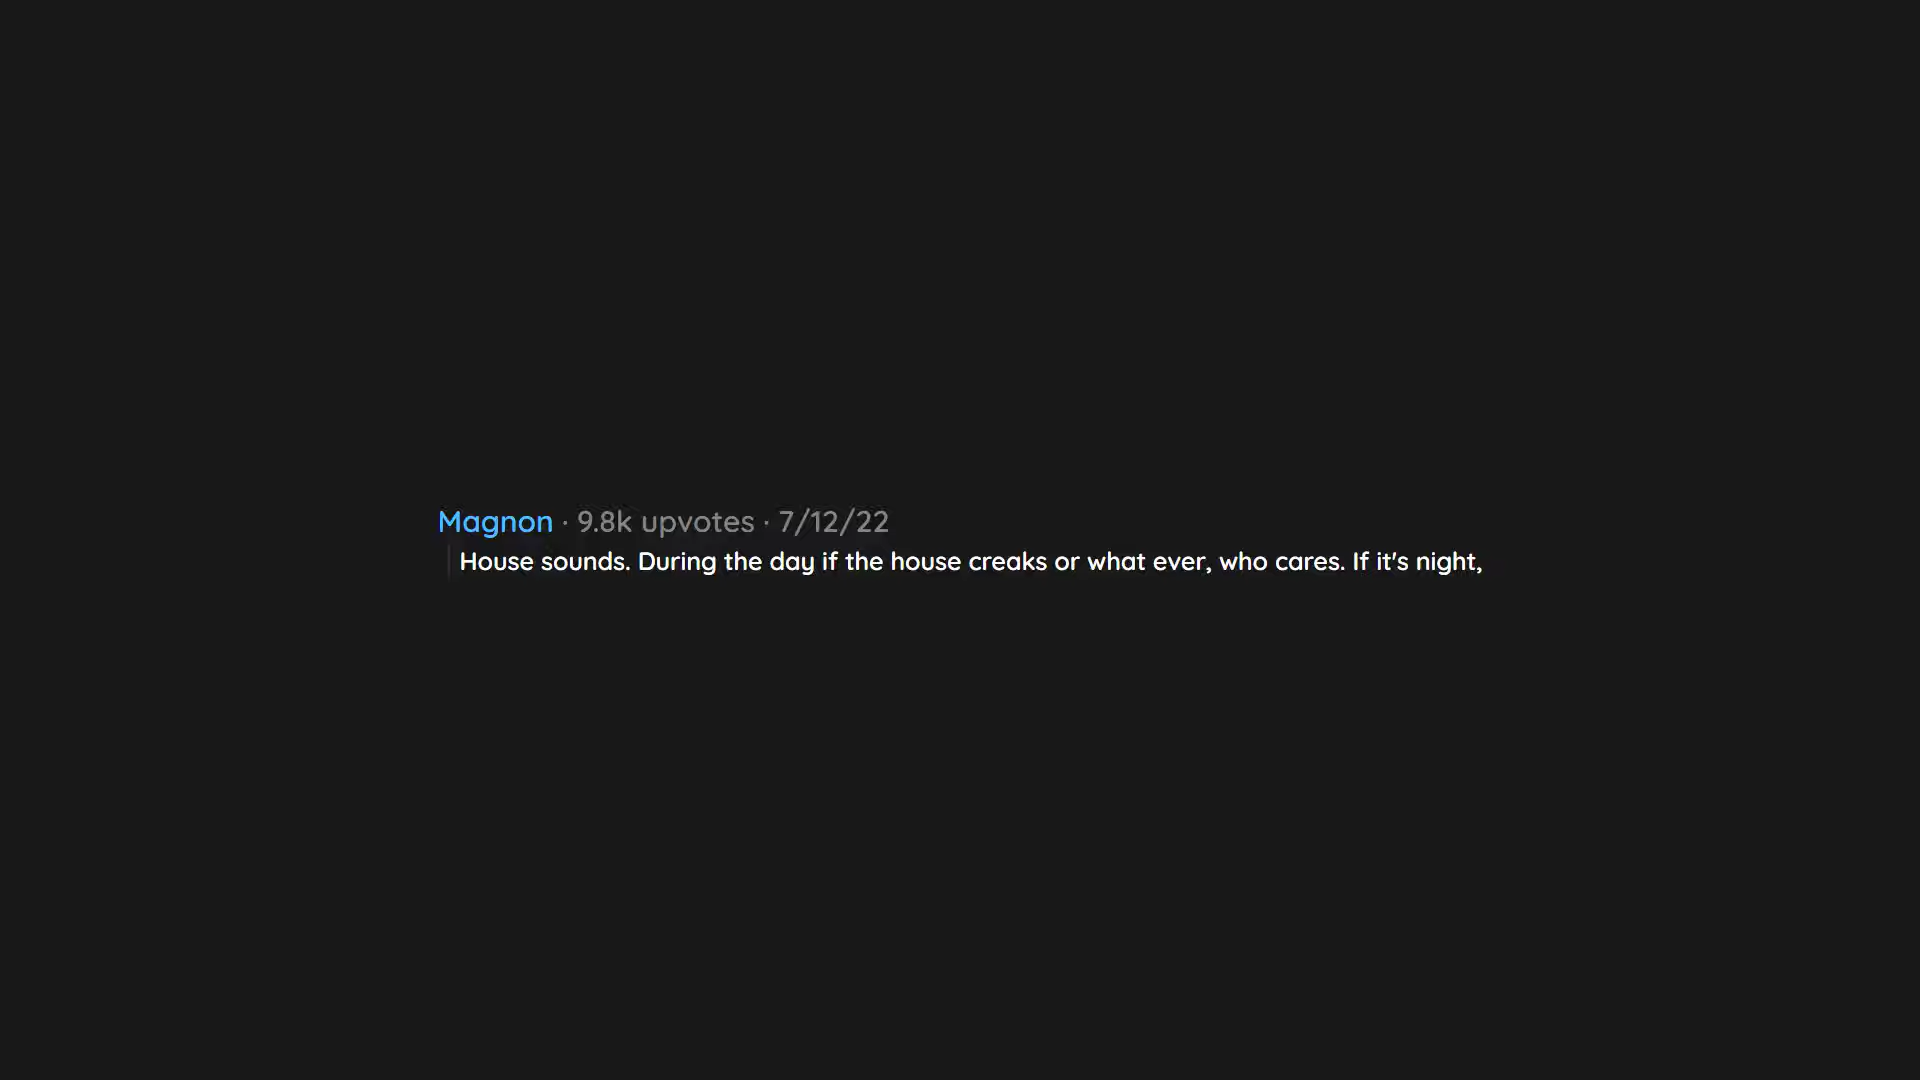 Magnon · 9.8k upvotes · 7/12/22
House sounds. During the day if the house creaks or what ever, who cares. If it's night,